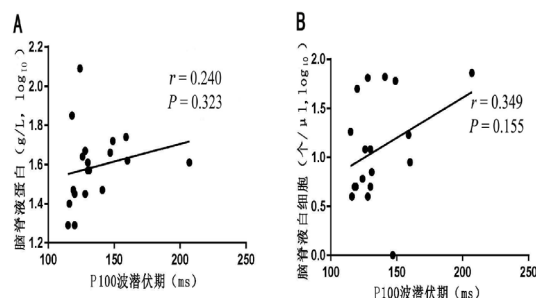 A
脑脊液蛋白 (g/L, log10)
2.2
2.0
1.8
1.6
1.4
1.2
100
150
200
250
P100波潜伏期 (ms)
r = 0.240
P = 0.323
B
脑脊液白细胞 (个/μl, log10)
2.0
1.5
1.0
0.5
0.0
100
150
200
250
P100波潜伏期 (ms)
r = 0.349
P = 0.155